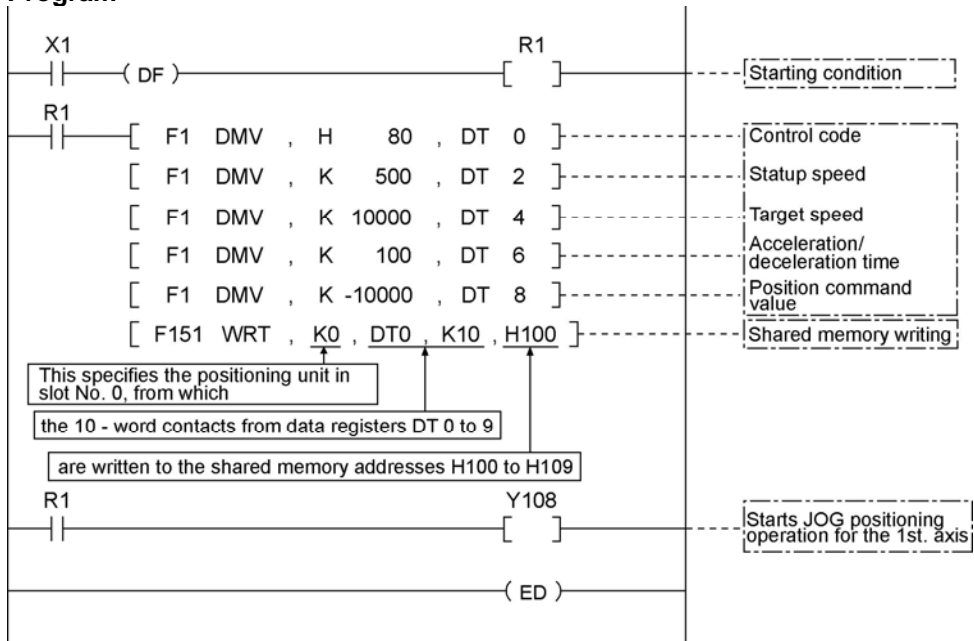 Program
X1 R1
( DF ) [ ] Starting condition
R1
[ F1 DMV , H 80 , DT 0 ] Control code
[ F1 DMV , K 500 , DT 2 ] Statup speed
[ F1 DMV , K 10000 , DT 4 ] Target speed
[ F1 DMV , K 100 , DT 6 ] Acceleration/
deceleration time
[ F1 DMV , K -10000 , DT 8 ] Position command
value
[ F151 WRT , K0 , DT0 , K10 , H100 ] Shared memory writing
This specifies the positioning unit in
slot No. 0, from which
the 10 - word contacts from data registers DT 0 to 9
are written to the shared memory addresses H100 to H109
R1 Y108
[ ] Starts JOG positioning
operation for the 1st. axis
( ED )